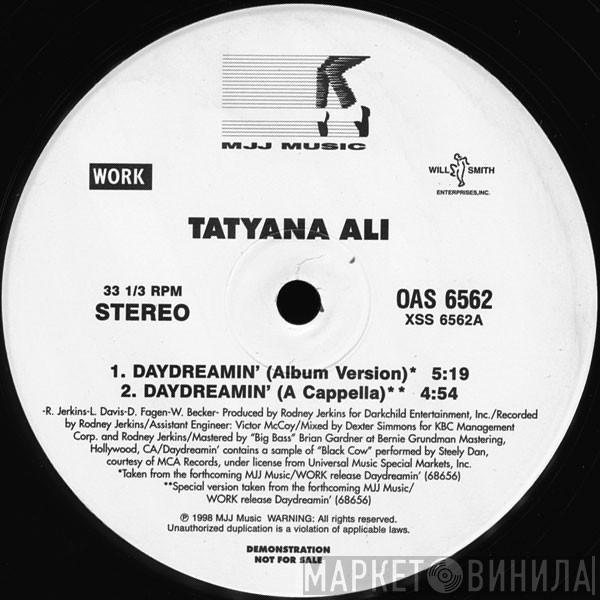 MJJ MUSIC
WORK
WILL SMITH
ENTERPRISES, INC.
TATYANA ALI
33 1/3 RPM
STEREO
OAS 6562
XSS 6562A
1. DAYDREAMIN' (Album Version)* 5:19
2. DAYDREAMIN' (A Cappella)** 4:54
-R. Jerkins-L. Davis-D. Fagen-W. Becker- Produced by Rodney Jerkins for Darkchild Entertainment, Inc./Recorded
by Rodney Jerkins/Assistant Engineer: Victor McCoy/Mixed by Dexter Simmons for KBC Management
Corp. and Rodney Jerkins/Mastered by "Big Bass" Brian Gardner at Bernie Grundman Mastering,
Hollywood, CA/Daydreamin' contains a sample of "Black Cow" performed by Steely Dan,
courtesy of MCA Records, under license from Universal Music Special Markets, Inc.
*Taken from the forthcoming MJJ Music/WORK release Daydreamin' (68656)
**Special version taken from the forthcoming MJJ Music/
WORK release Daydreamin' (68656)
℗ 1998 MJJ Music WARNING: All rights reserved.
Unauthorized duplication is a violation of applicable laws.
DEMONSTRATION
NOT FOR SALE
МАРКЕТ ВИНИЛА